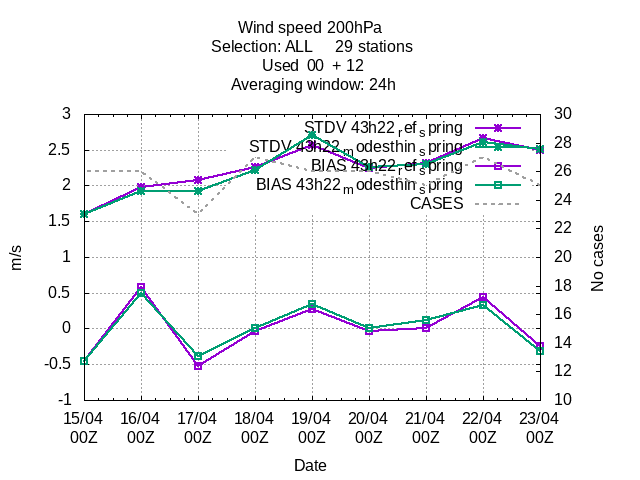 Wind speed 200hPa
Selection: ALL 29 stations
Used 00 + 12
Averaging window: 24h
STDV 43h22_ref_spring
STDV 43h22_modesthin_spring
BIAS 43h22_ref_spring
BIAS 43h22_modesthin_spring
CASES
3
2.5
2
1.5
1
0.5
0
-0.5
-1
m/s
30
28
26
24
22
20
18
16
14
12
10
No cases
15/04 16/04 17/04 18/04 19/04 20/04 21/04 22/04 23/04
00Z 00Z 00Z 00Z 00Z 00Z 00Z 00Z 00Z
Date